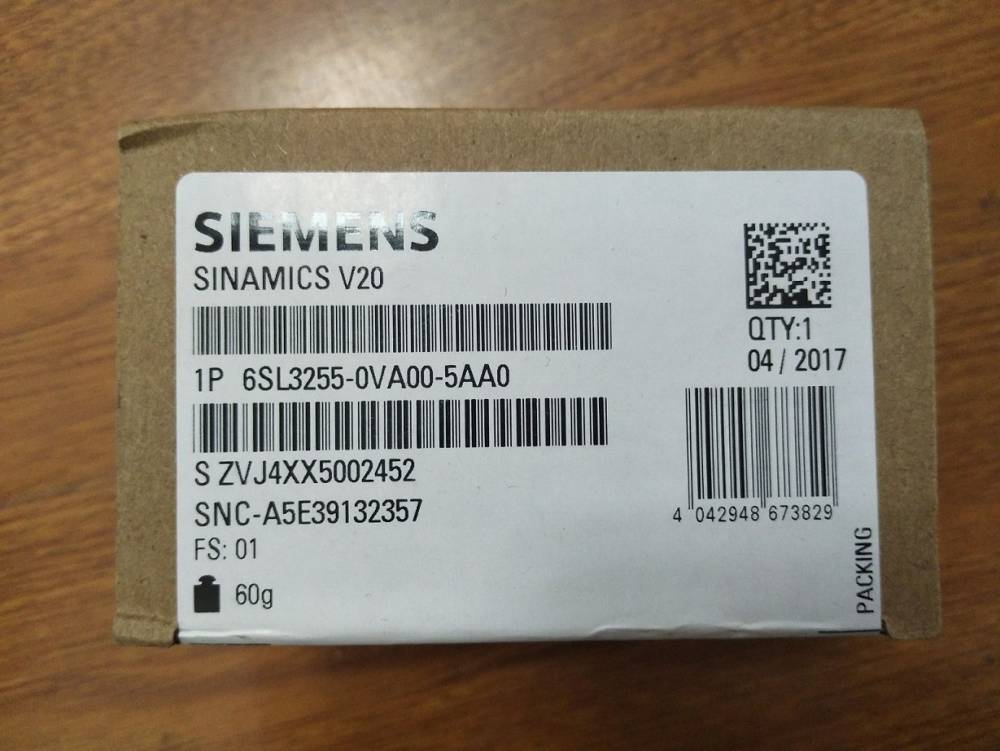 SIEMENS
SINAMICS V20
1P 6SL3255-0VA00-5AA0
S ZVJ4XX5002452
SNC-A5E39132357
FS: 01
60g
QTY:1
04 / 2017
4 042948 673829
PACKING